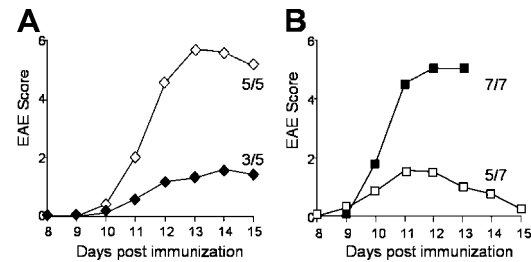 A
EAE Score
6
4
2
0
5/5
3/5
8 9 10 11 12 13 14 15
Days post immunization
B
EAE Score
6
4
2
0
7/7
5/7
8 9 10 11 12 13 14 15
Days post immunization